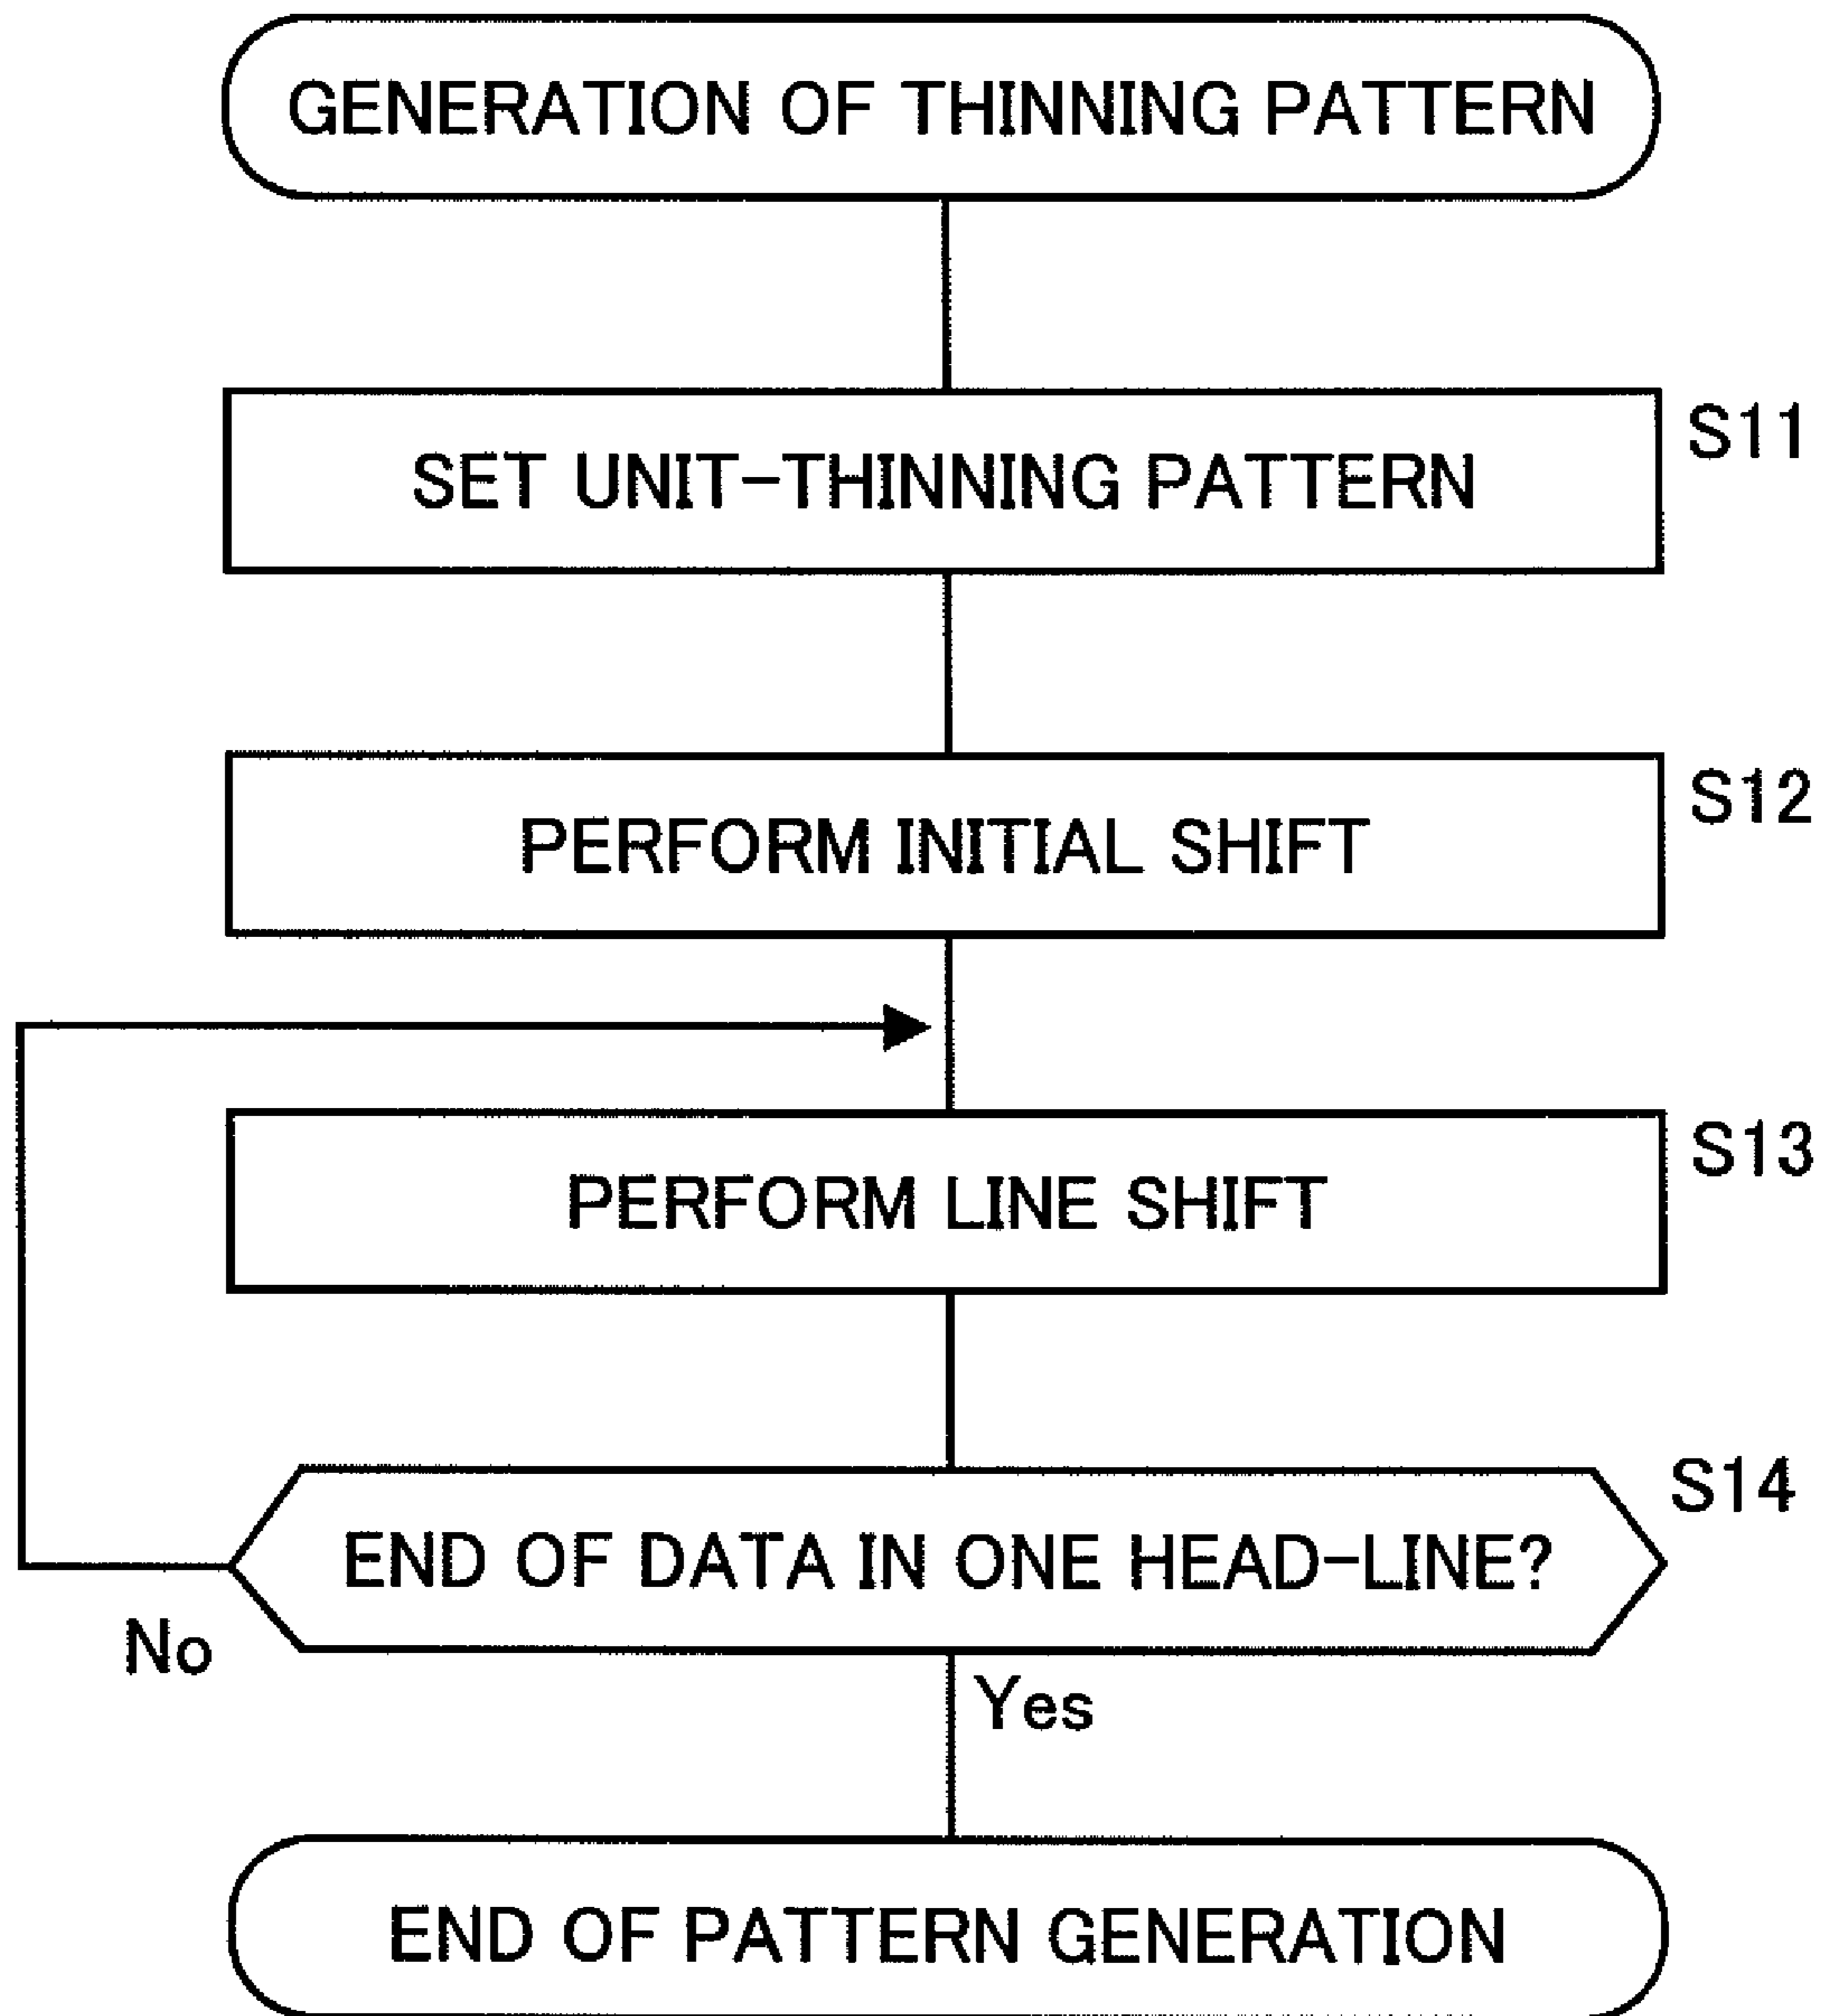 GENERATION OF THINNING PATTERN
S11
SET UNIT-THINNING PATTERN
S12
PERFORM INITIAL SHIFT
S13
PERFORM LINE SHIFT
S14
END OF DATA IN ONE HEAD-LINE?
No
Yes
END OF PATTERN GENERATION